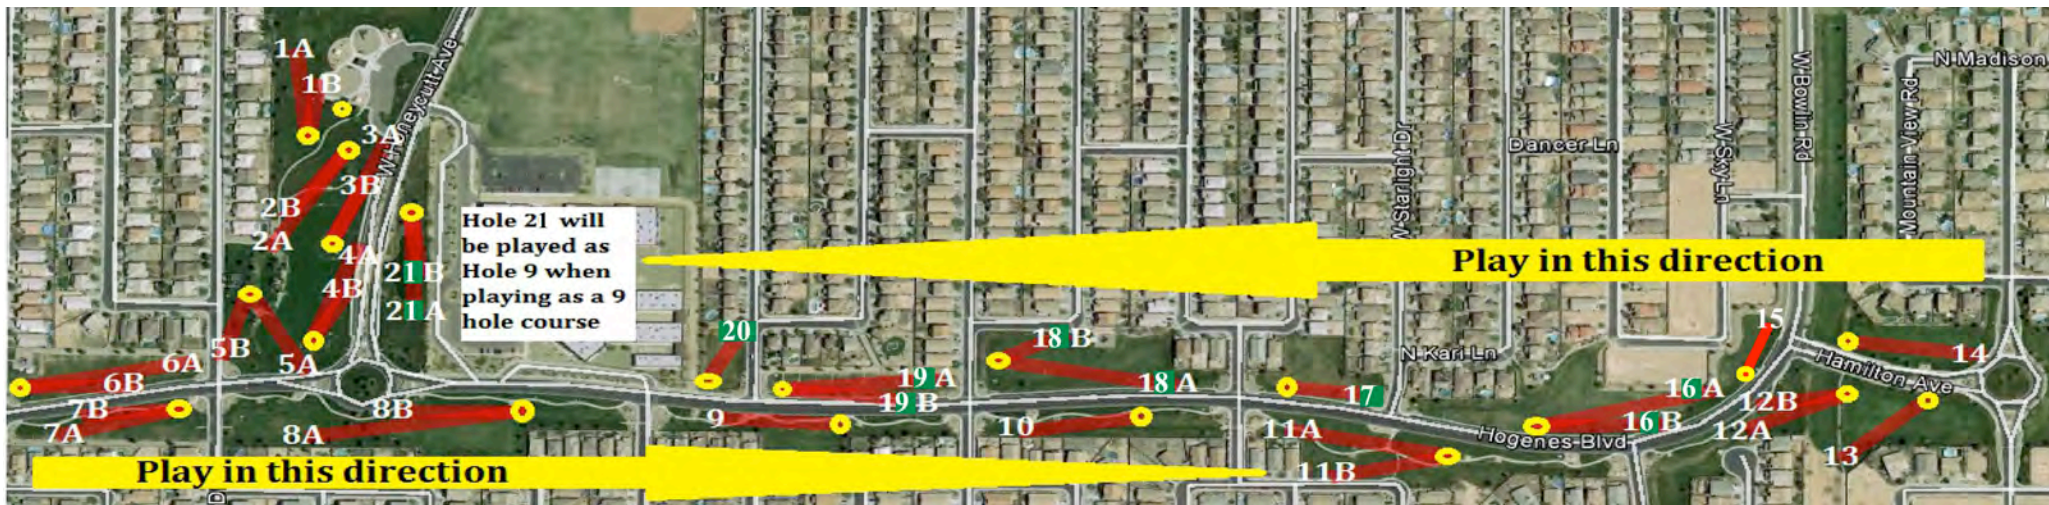 1A
1B
W Honeycutt Ave
3A
3B
2B
2A
4A
4B
21 B
21 A
Hole 21 will
be played as
Hole 9 when
playing as a 9
hole course
Play in this direction
W Starlight Dr
Dancer Ln
W Sky Ln
W Bowlin Rd
Mountain View Rd
N Madison
5B
5A
6A
6B
7B
7A
8B
8A
20
19 A
19 B
9
18 B
18 A
10
17
N Karl Ln
11A
11B
16 A
16 B
Hogenes Blvd
15
12B
12A
Hamilton Ave
14
13
Play in this direction
D